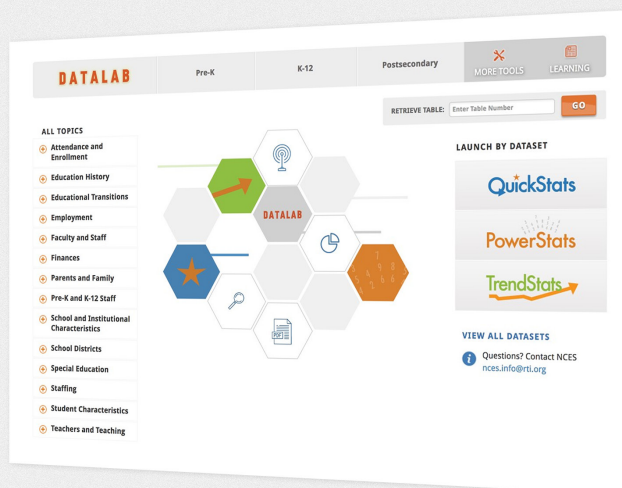 DATALAB
Pre-K
K-12
Postsecondary
MORE TOOLS
LEARNING
RETRIEVE TABLE:
Enter Table Number
GO
ALL TOPICS
Attendance and
Enrollment
Education History
Educational Transitions
Employment
Faculty and Staff
Finances
Parents and Family
Pre-K and K-12 Staff
School and Institutional
Characteristics
School Districts
Special Education
Staffing
Student Characteristics
Teachers and Teaching
DATALAB
PDF
LAUNCH BY DATASET
QuickStats
PowerStats
TrendStats
VIEW ALL DATASETS
Questions? Contact NCES
nces.info@rti.org